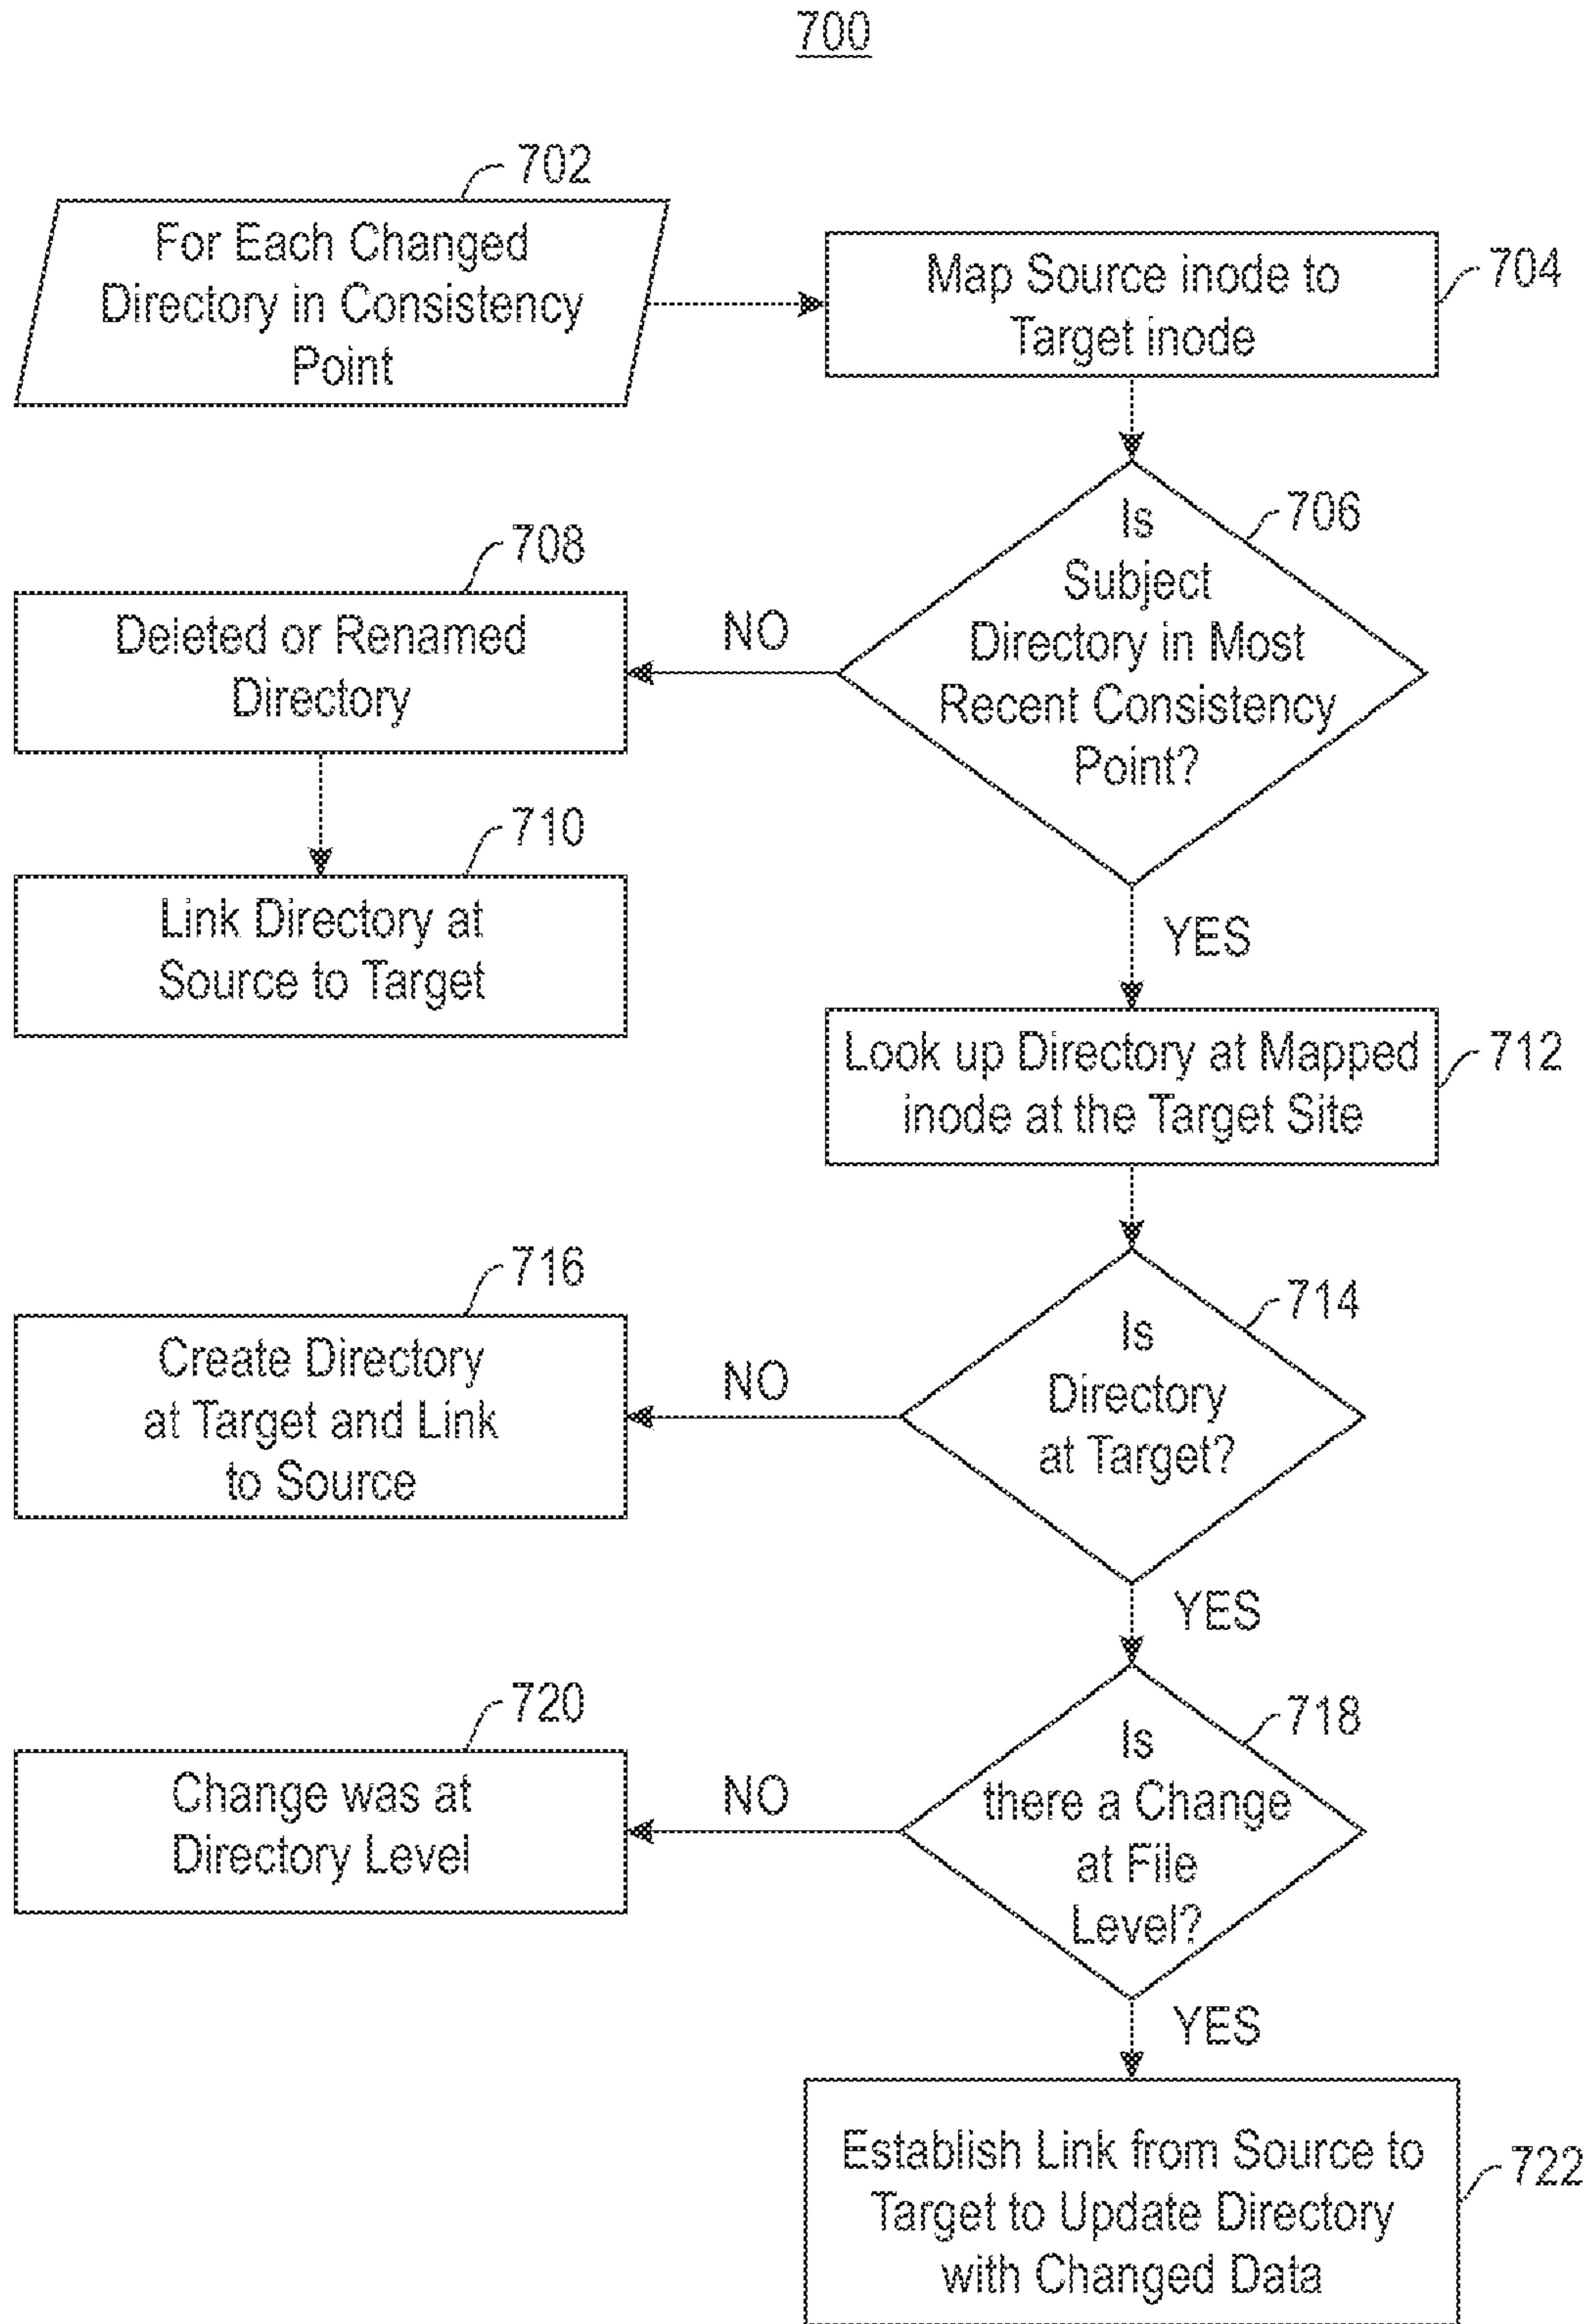 700
702
For Each Changed
Directory in Consistency
Point
Map Source inode to
Target inode
704
Is
Subject
Directory in Most
Recent Consistency
Point?
706
NO
708
Deleted or Renamed
Directory
710
Link Directory at
Source to Target
YES
Look up Directory at Mapped
inode at the Target Site
712
Is
Directory
at Target?
714
NO
716
Create Directory
at Target and Link
to Source
YES
Is
there a Change
at File
Level?
718
NO
720
Change was at
Directory Level
YES
Establish Link from Source to
Target to Update Directory
with Changed Data
722